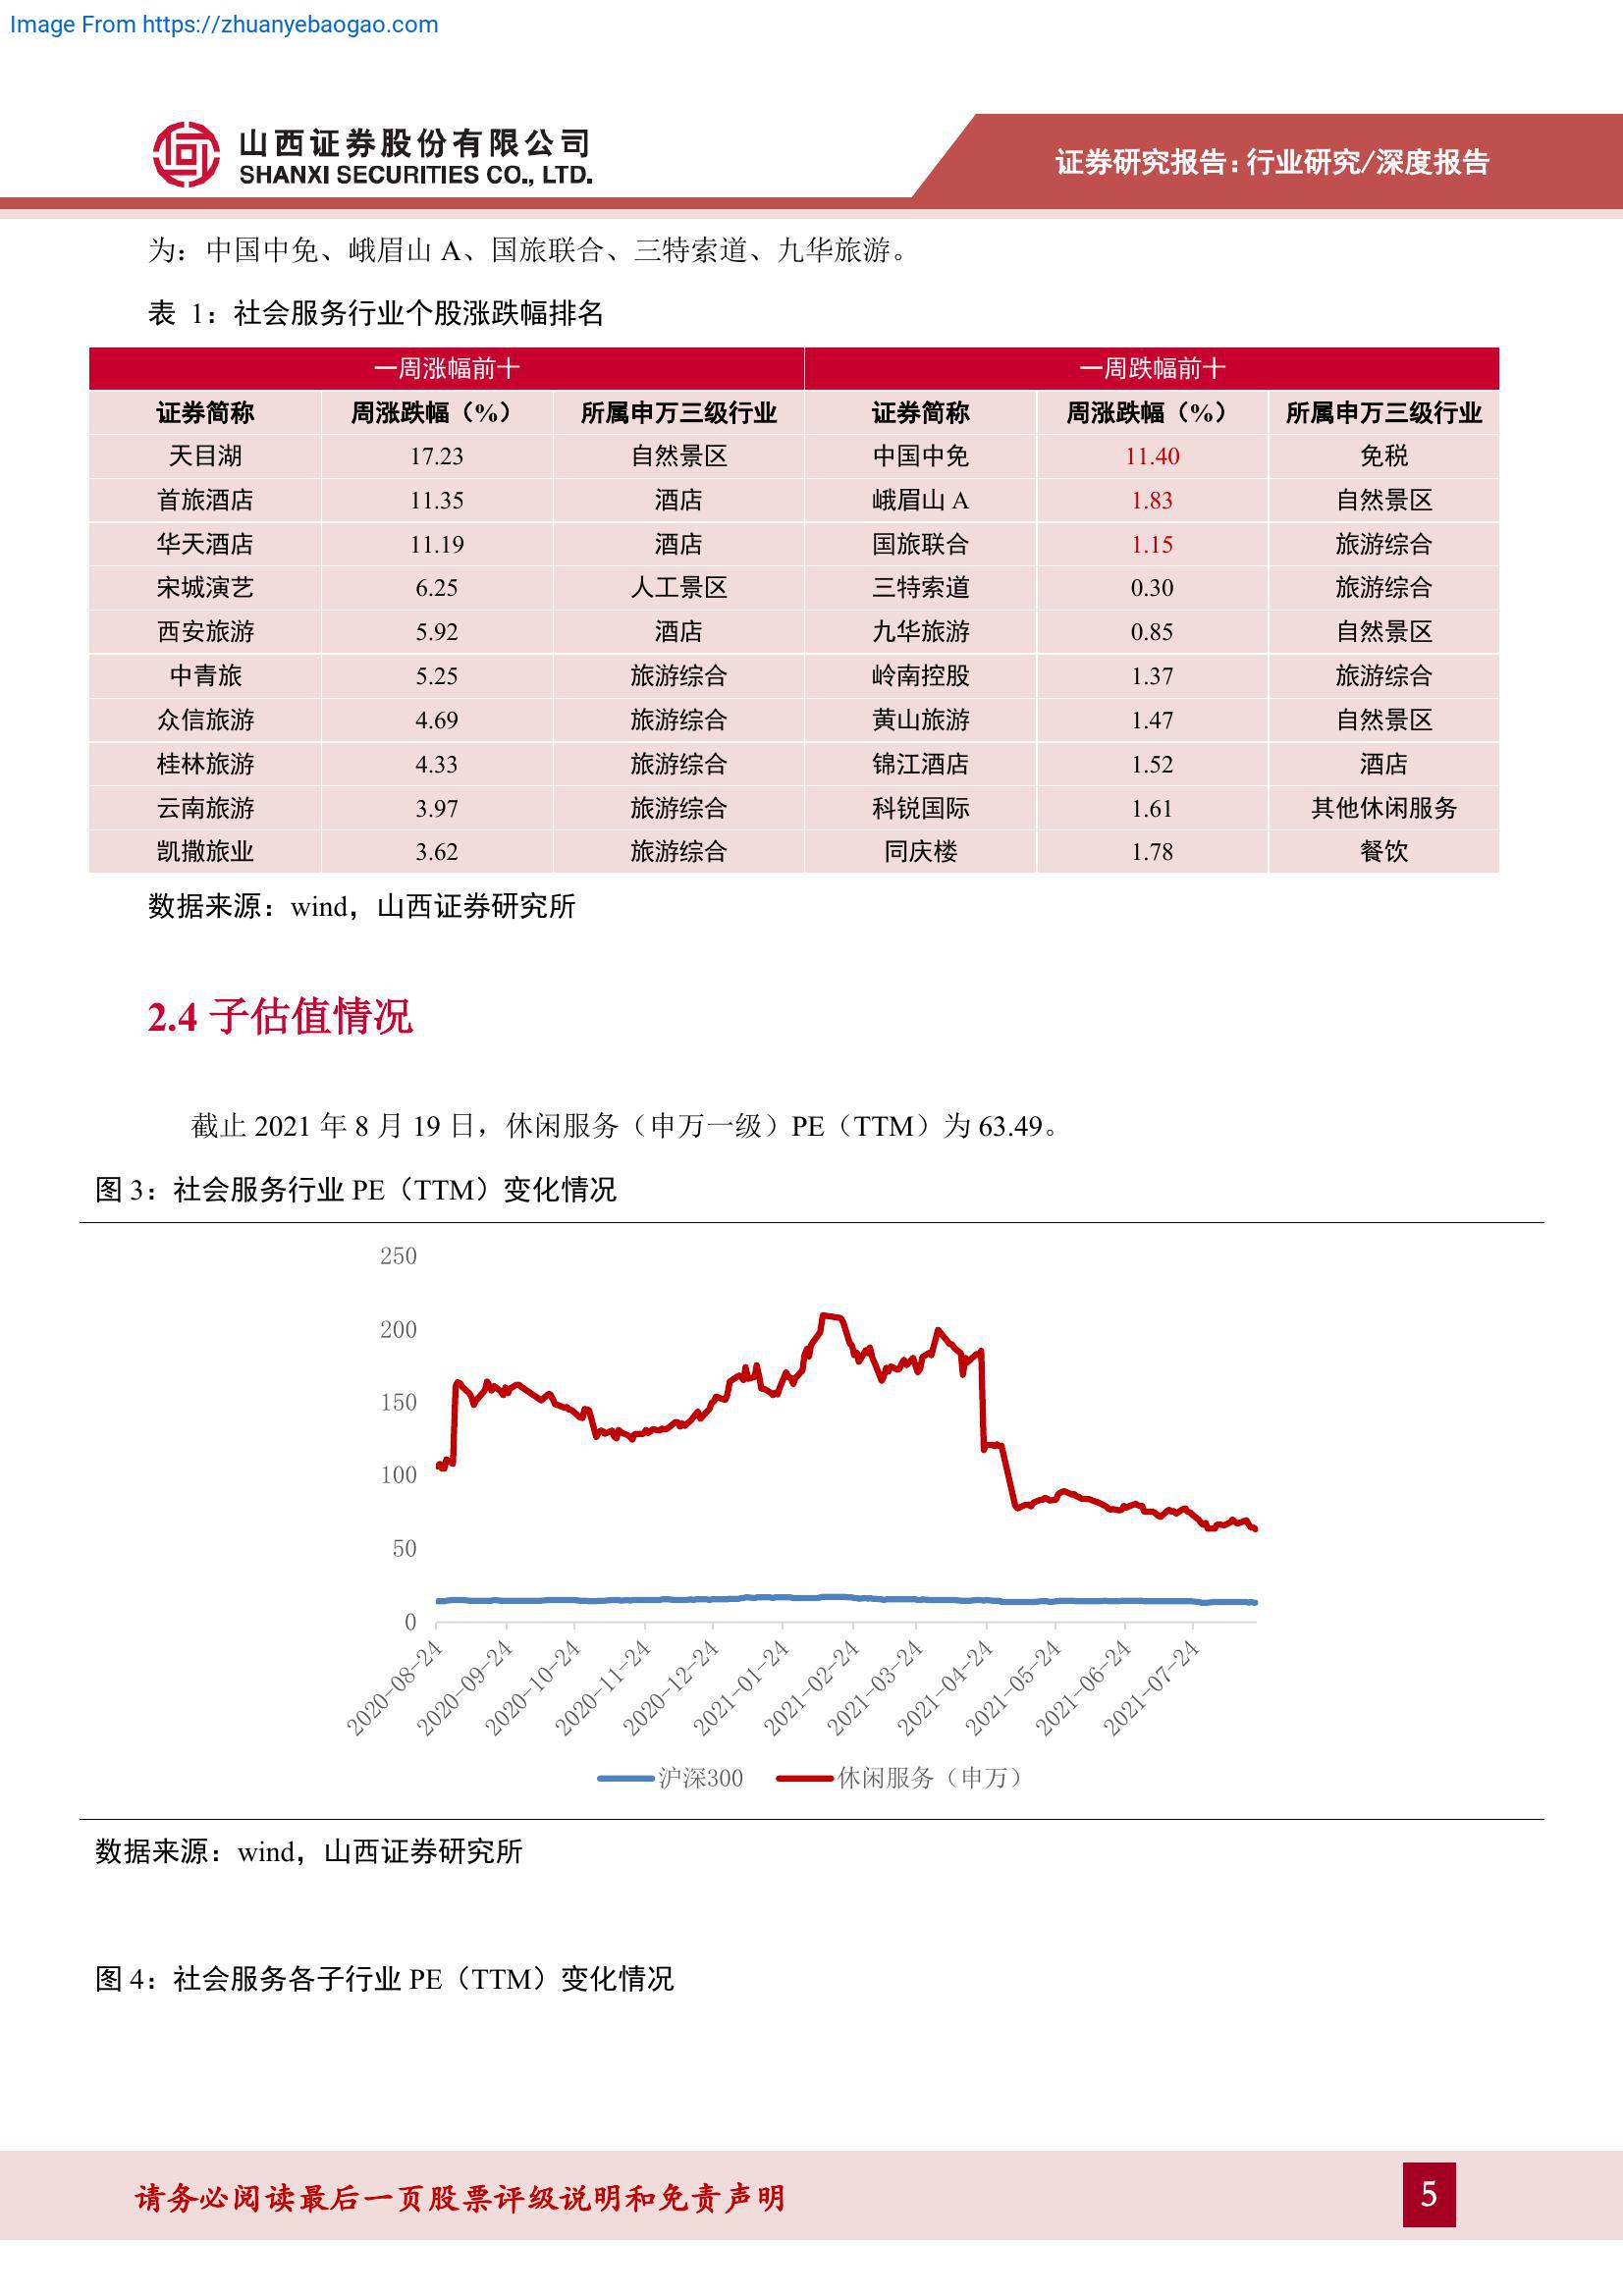 Image From https://zhuanyebaogao.com
山西证券股份有限公司
SHANXI SECURITIES CO., LTD.
证券研究报告：行业研究/深度报告
为：中国中免、峨眉山 A、国旅联合、三特索道、九华旅游。
表 1：社会服务行业个股涨跌幅排名
一周涨幅前十 一周跌幅前十
证券简称 周涨跌幅（%） 所属申万三级行业 证券简称 周涨跌幅（%） 所属申万三级行业
天目湖 17.23 自然景区 中国中免 11.40 免税
首旅酒店 11.35 酒店 峨眉山 A 1.83 自然景区
华天酒店 11.19 酒店 国旅联合 1.15 旅游综合
宋城演艺 6.25 人工景区 三特索道 0.30 旅游综合
西安旅游 5.92 酒店 九华旅游 0.85 自然景区
中青旅 5.25 旅游综合 岭南控股 1.37 旅游综合
众信旅游 4.69 旅游综合 黄山旅游 1.47 自然景区
桂林旅游 4.33 旅游综合 锦江酒店 1.52 酒店
云南旅游 3.97 旅游综合 科锐国际 1.61 其他休闲服务
凯撒旅业 3.62 旅游综合 同庆楼 1.78 餐饮
数据来源：wind，山西证券研究所
2.4 子估值情况
截止 2021 年 8 月 19 日，休闲服务（申万一级）PE（TTM）为 63.49。
图 3：社会服务行业 PE（TTM）变化情况
250
200
150
100
50
0
2020-08-24
2020-09-24
2020-10-24
2020-11-24
2020-12-24
2021-01-24
2021-02-24
2021-03-24
2021-04-24
2021-05-24
2021-06-24
2021-07-24
沪深300 休闲服务（申万）
数据来源：wind，山西证券研究所
图 4：社会服务各子行业 PE（TTM）变化情况
请务必阅读最后一页股票评级说明和免责声明
5